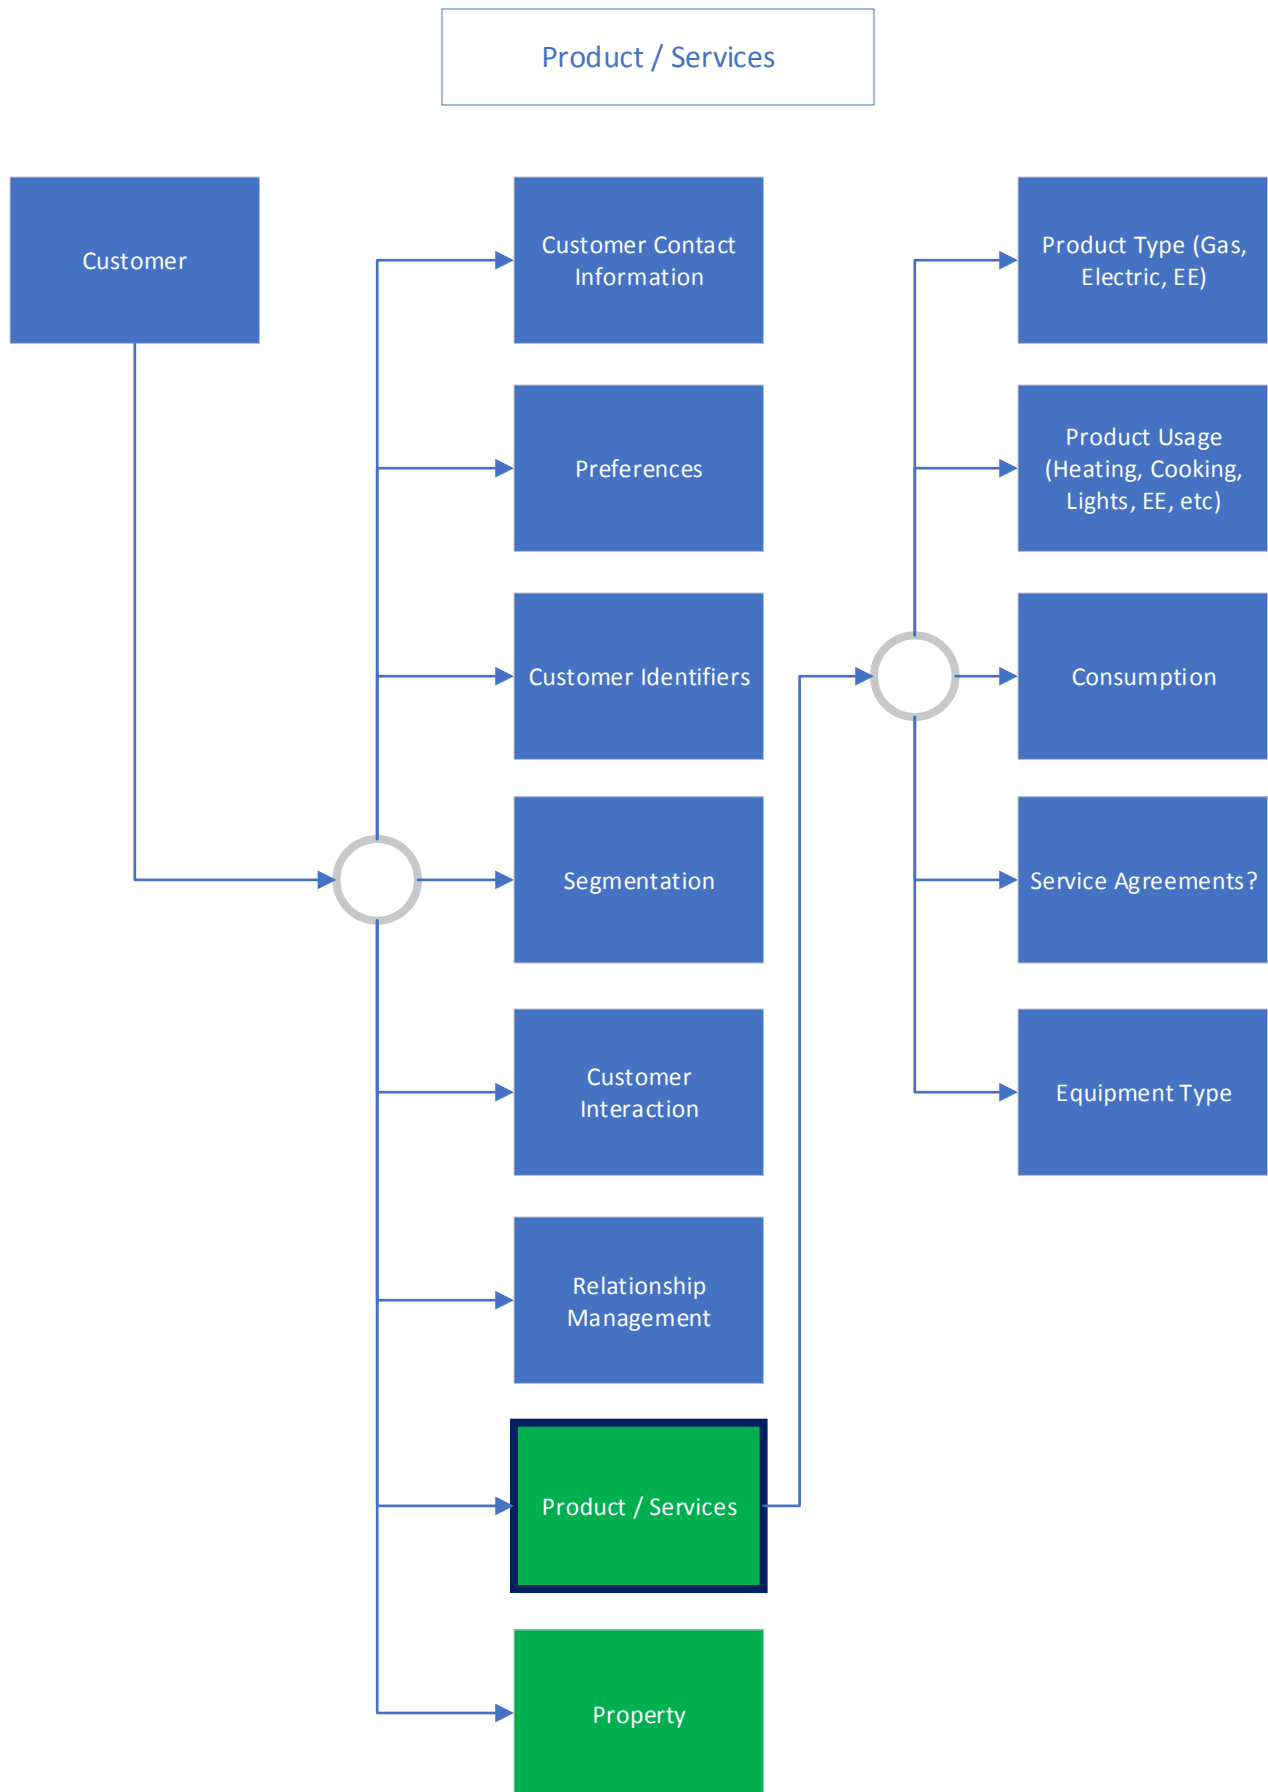 Product / Services
Customer
Customer Contact
Information
Preferences
Customer Identifiers
Segmentation
Customer
Interaction
Relationship
Management
Product / Services
Property
Product Type (Gas,
Electric, EE)
Product Usage
(Heating, Cooking,
Lights, EE, etc)
Consumption
Service Agreements?
Equipment Type